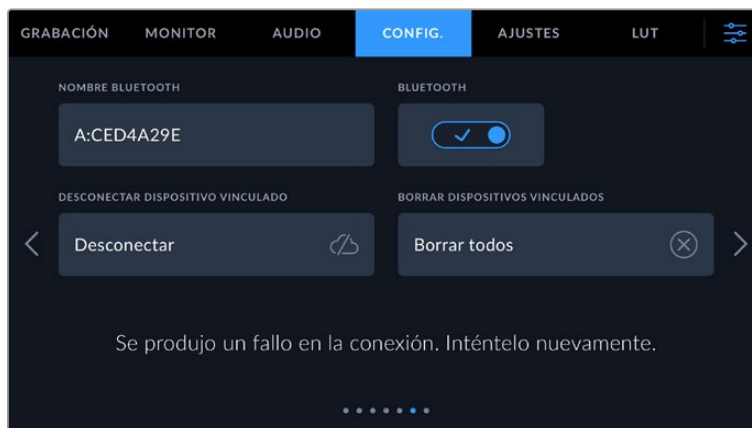 GRABACIÓN MONITOR AUDIO CONFIG. AJUSTES LUT
NOMBRE BLUETOOTH BLUETOOTH
A:CED4A29E
DESCONECTAR DISPOSITIVO VINCULADO BORRAR DISPOSITIVOS VINCULADOS
Desconectar Borrar todos
Se produjo un fallo en la conexión. Inténtelo nuevamente.